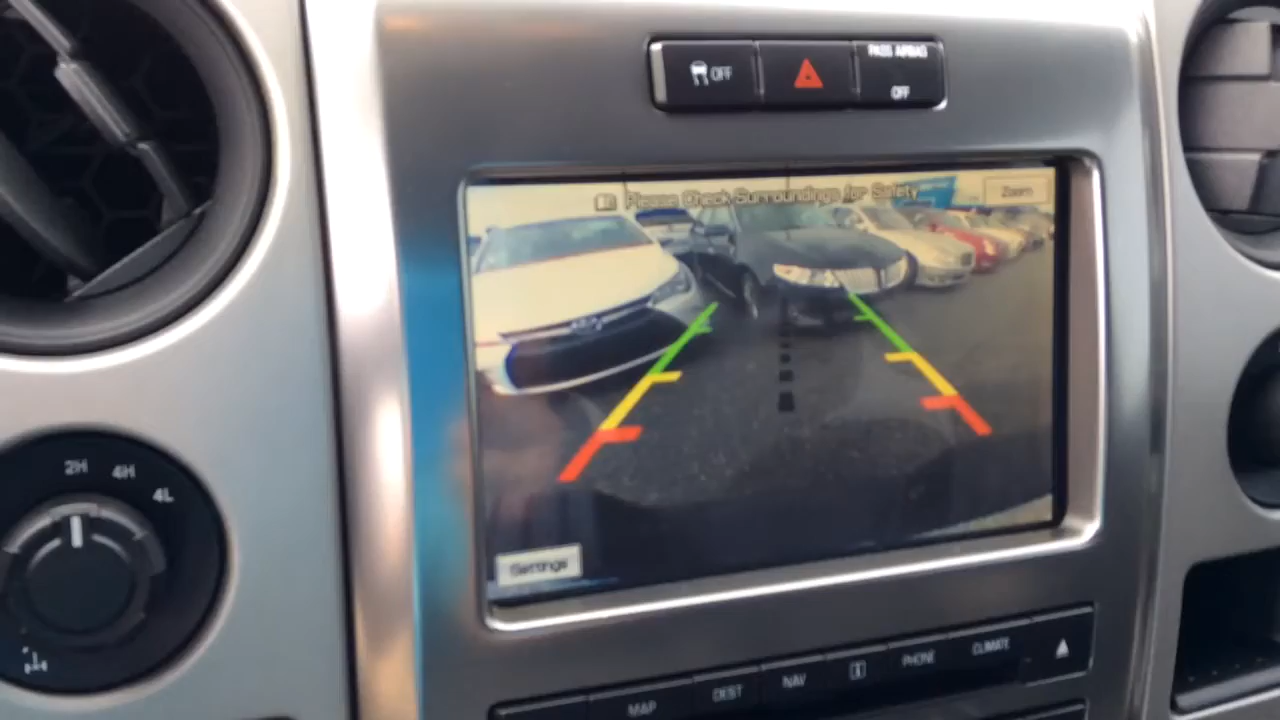 OFF
PASS AIRBAG
OFF
Please Check Surroundings for Safety
Zoom
2H
4H
4L
Settings
MAP
DEST
NAV
i
PHONE
CLIMATE